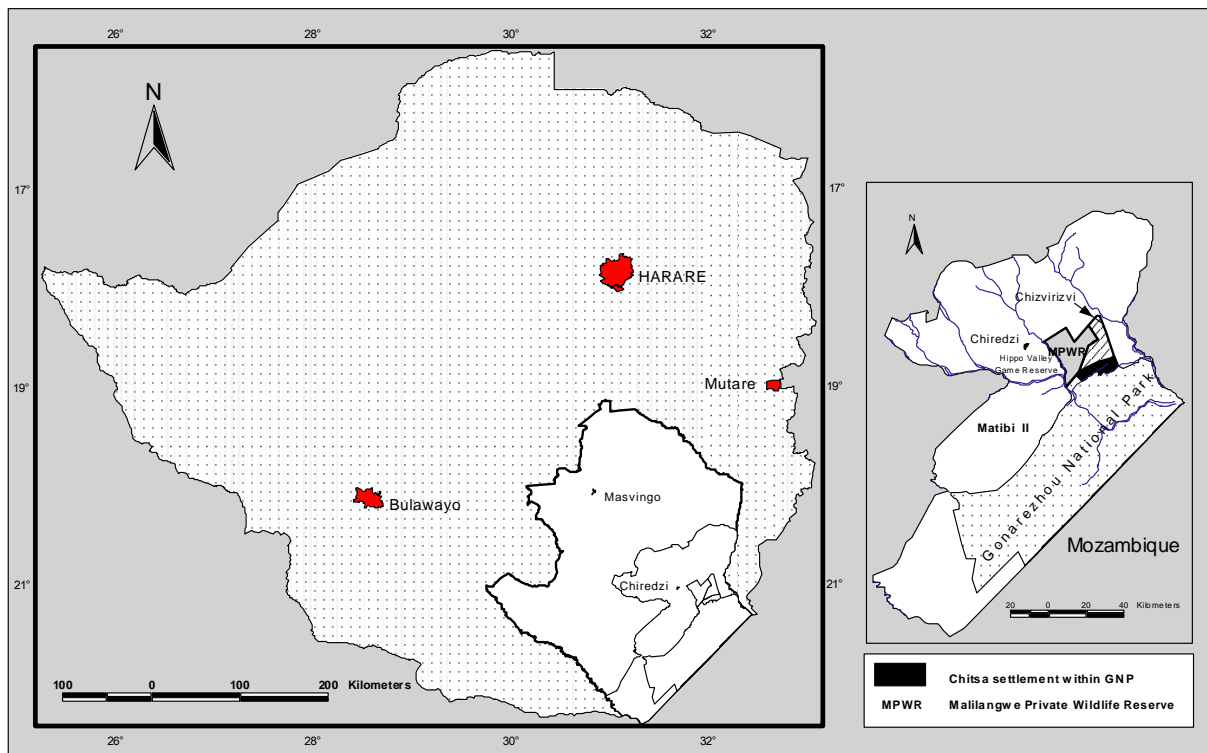 26° 28° 30° 32°
N
17° 17°
HARARE
Mutare
19° 19°
Bulawayo
Masvingo
Chiredzi
21° 21°
100 0 100 200 Kilometers
26° 28° 30° 32°
N
Chizvirizvi
Chiredzi
MPWR
Hippo Valley
Game Reserve
Matibi II
Gonarezhou National Park
Mozambique
20 0 20 40 Kilometers
Chitsa settlement within GNP
MPWR Malilangwe Private Wildlife Reserve